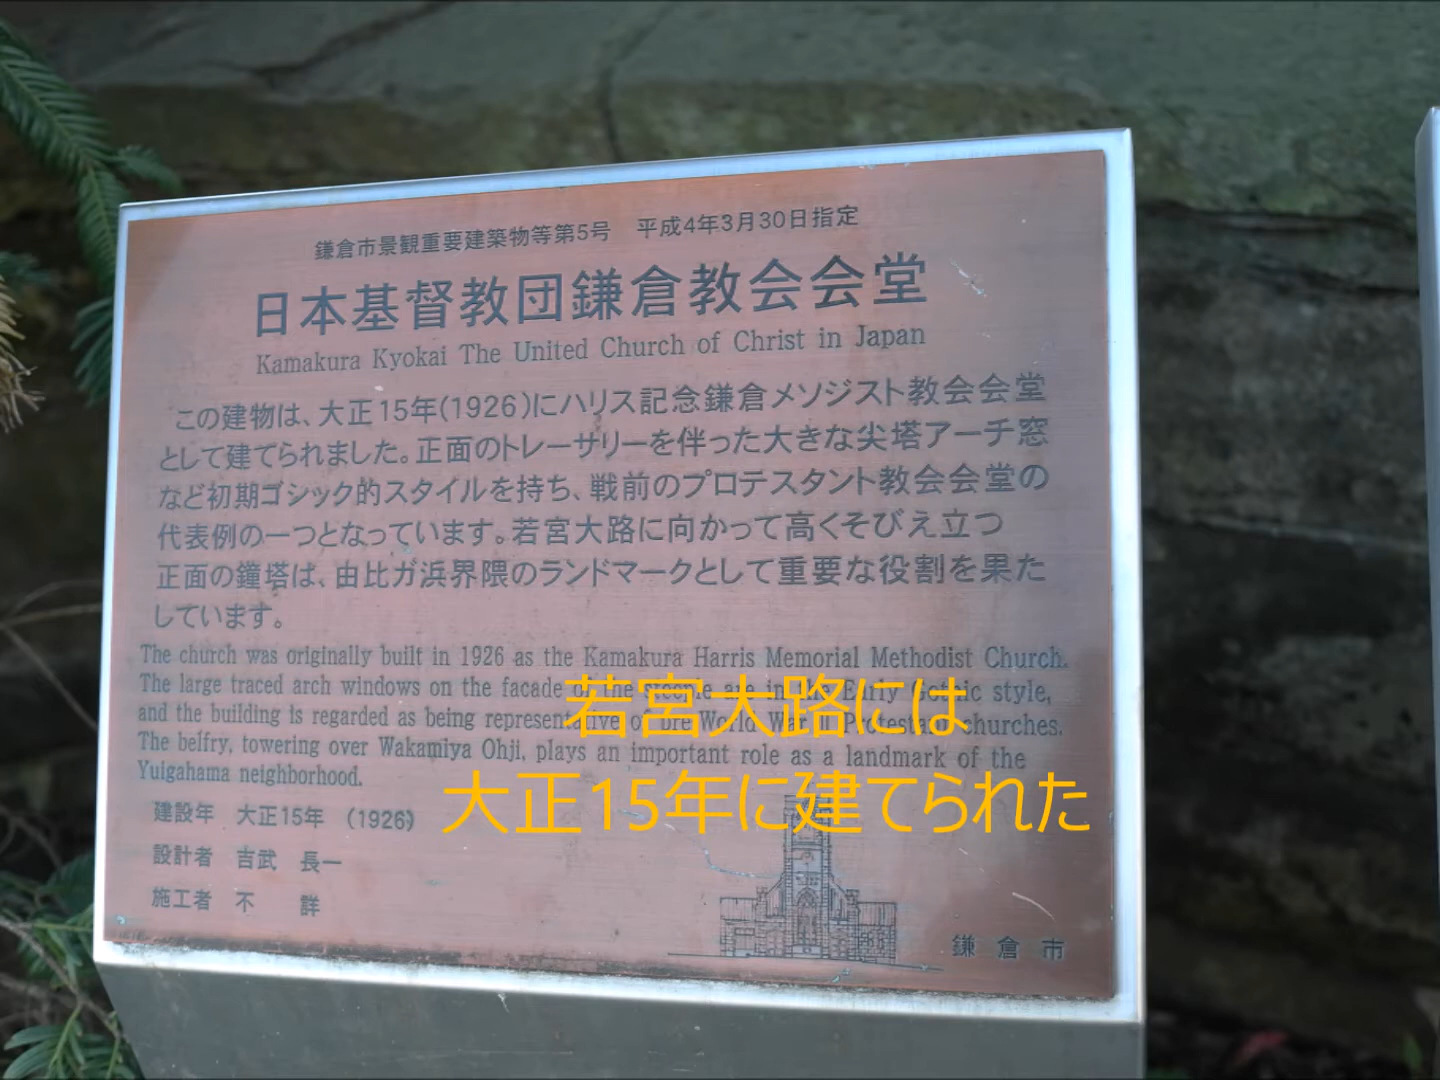 鎌倉市景観重要建築物等第5号 平成4年3月30日指定
日本基督教団鎌倉教会会堂
Kamakura Kyokai The United Church of Christ in Japan
この建物は、大正15年(1926)にハリス記念鎌倉メソジスト教会会堂
として建てられました。正面のトレーサリーを伴った大きな尖塔アーチ窓
など初期ゴシック的スタイルを持ち、戦前のプロテスタント教会会堂の
代表例の一つとなっています。若宮大路に向かって高くそびえ立つ
正面の鐘塔は、由比ガ浜界隈のランドマークとして重要な役割を果た
しています。
The church was originally built in 1926 as the Kamakura Harris Memorial Methodist Church.
The large traced arch windows on the facade of the steeple are in the Early Gothic style,
and the building is regarded as being representative of pre-World War Protestant churches.
The belfry, towering over Wakamiya Ohji, plays an important role as a landmark of the
Yuigahama neighborhood.
若宮大路には
大正15年に建てられた
建設年 大正15年 (1926)
設計者 吉武 長一
施工者 不 詳
鎌 倉 市